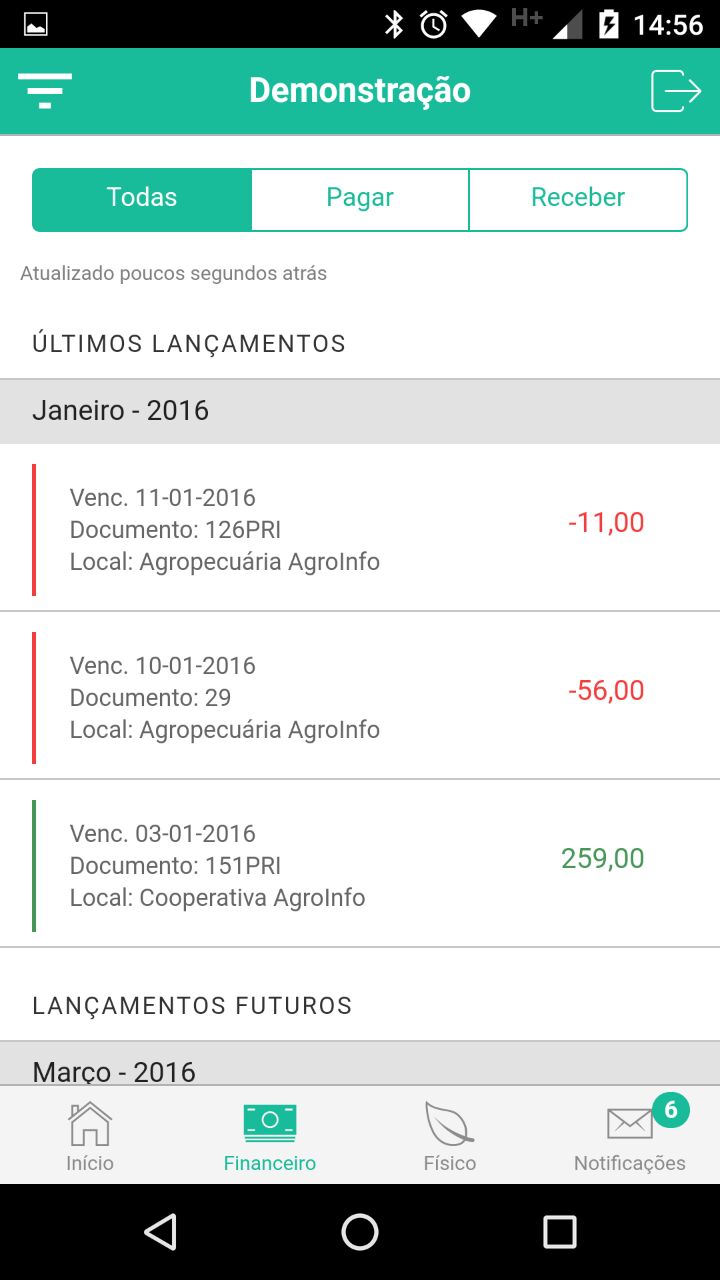 H+ 14:56
Demonstração
Todas Pagar Receber
Atualizado poucos segundos atrás
ÚLTIMOS LANÇAMENTOS
Janeiro - 2016
Venc. 11-01-2016
Documento: 126PRI
Local: Agropecuária AgroInfo
-11,00
Venc. 10-01-2016
Documento: 29
Local: Agropecuária AgroInfo
-56,00
Venc. 03-01-2016
Documento: 151PRI
Local: Cooperativa AgroInfo
259,00
LANÇAMENTOS FUTUROS
Março - 2016
6
Início Financeiro Físico Notificações